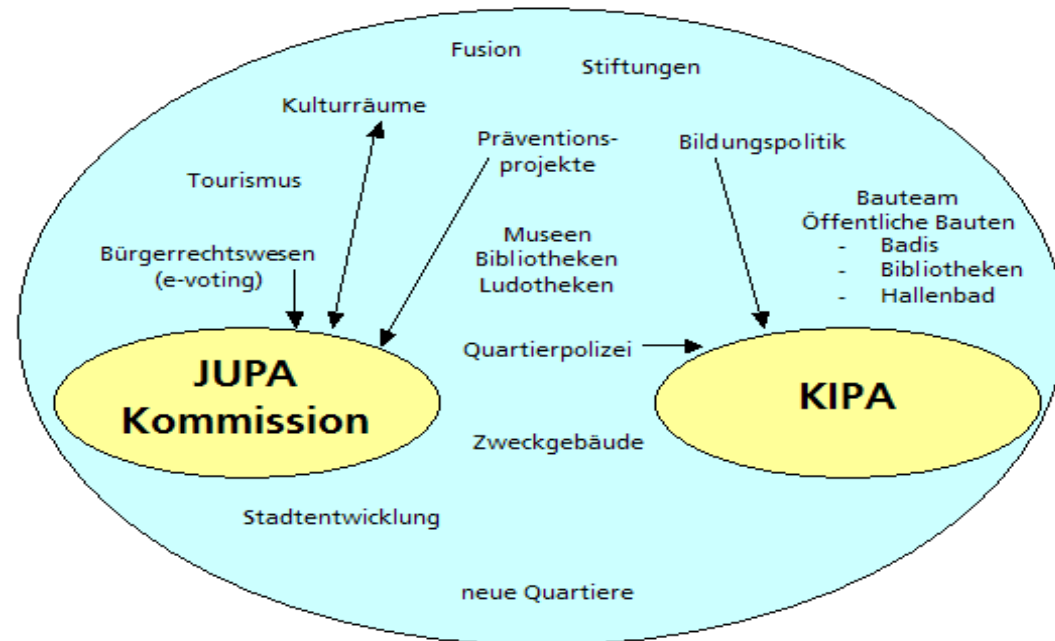 Fusion
Stiftungen
Kulturräume
Präventions-
projekte
Bildungspolitik
Tourismus
Bauteam
Öffentliche Bauten
- Badis
- Bibliotheken
- Hallenbad
Museen
Bibliotheken
Ludotheken
Bürgerrechtswesen
(e-voting)
Quartierpolizei
JUPA
Kommission
KIPA
Zweckgebäude
Stadtentwicklung
neue Quartiere